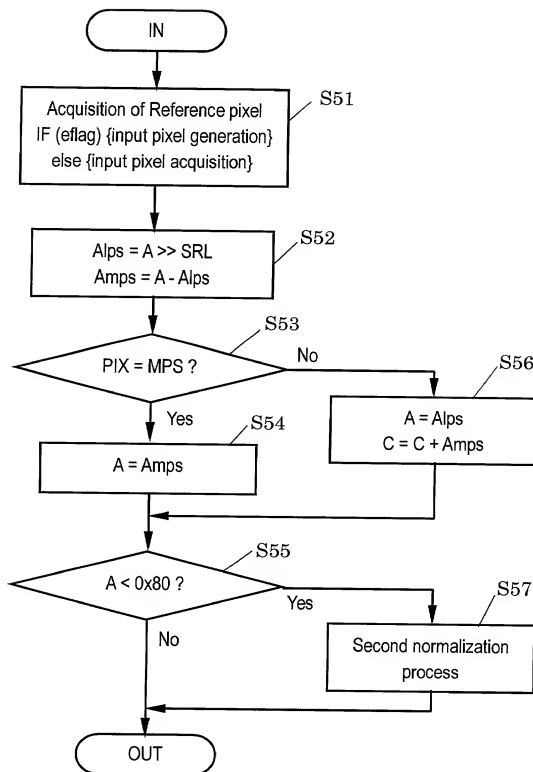 IN
S51
Acquisition of Reference pixel
IF (eflag) {input pixel generation}
else {input pixel acquisition}
S52
Alps = A >> SRL
Amps = A - Alps
S53
PIX = MPS ?
No
Yes
S56
A = Alps
C = C + Amps
S54
A = Amps
S55
A < 0x80 ?
Yes
No
S57
Second normalization
process
OUT